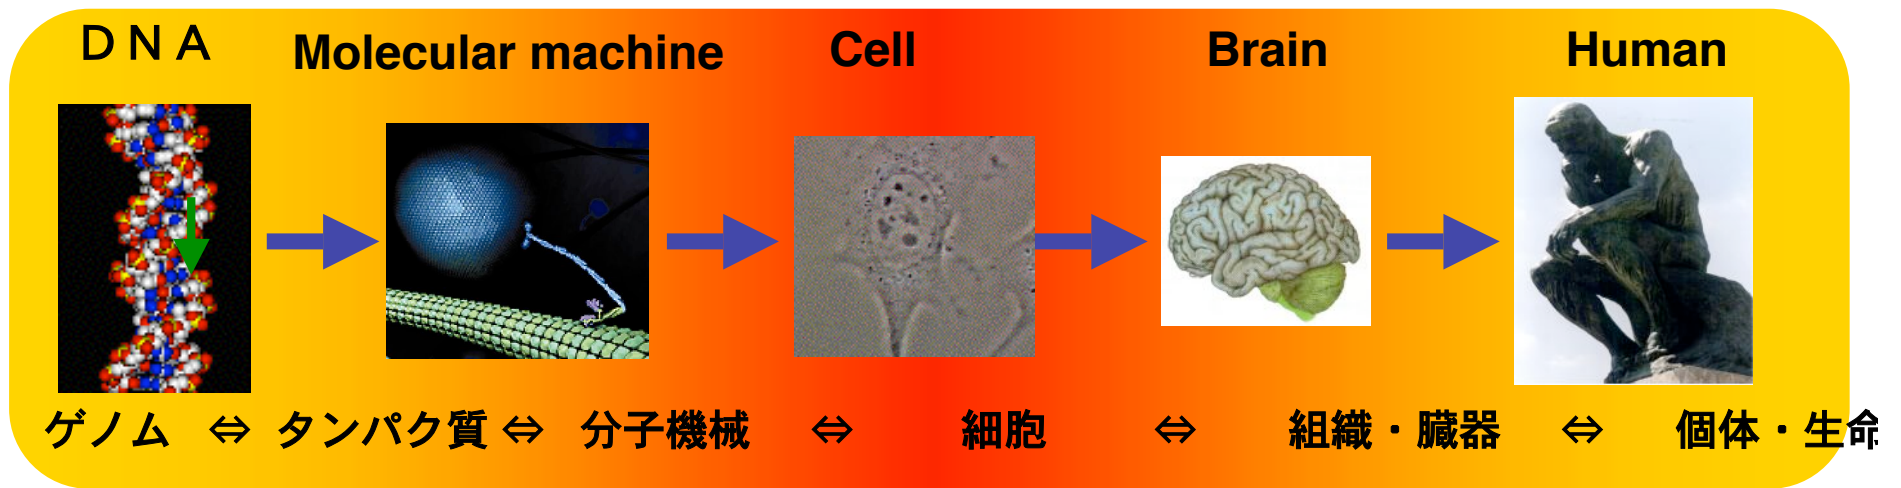 ＤＮＡ Molecular machine Cell Brain Human
ゲノム ⇔ タンパク質 ⇔ 分子機械 ⇔ 細胞 ⇔ 組織・臓器 ⇔ 個体・生命